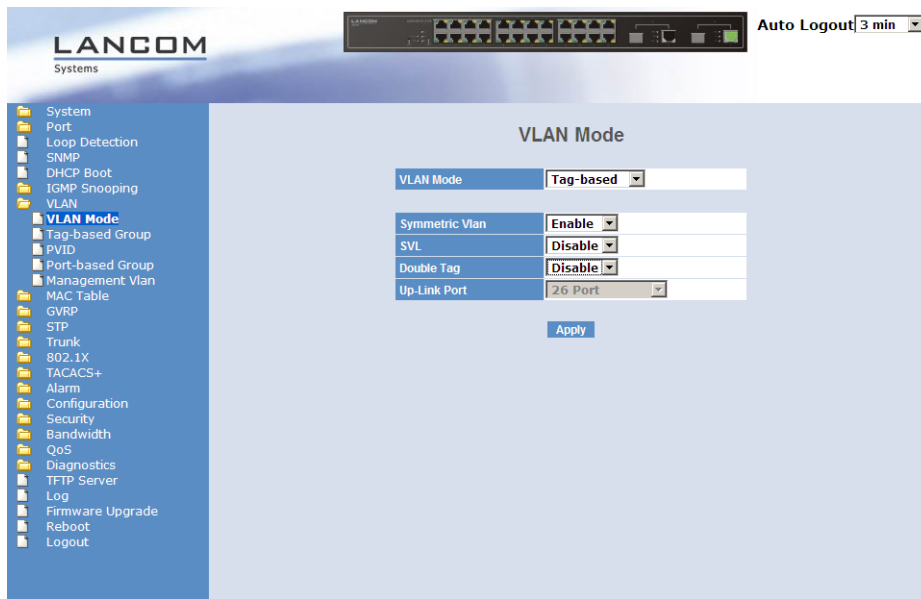 LANCOM
Systems
LANCOM
Auto Logout 3 min
System
Port
Loop Detection
SNMP
DHCP Boot
IGMP Snooping
VLAN
VLAN Mode
Tag-based Group
PVID
Port-based Group
Management Vlan
MAC Table
GVRP
STP
Trunk
802.1X
TACACS+
Alarm
Configuration
Security
Bandwidth
QoS
Diagnostics
TFTP Server
Log
Firmware Upgrade
Reboot
Logout
VLAN Mode
VLAN Mode Tag-based
Symmetric Vlan Enable
SVL Disable
Double Tag Disable
Up-Link Port 26 Port
Apply